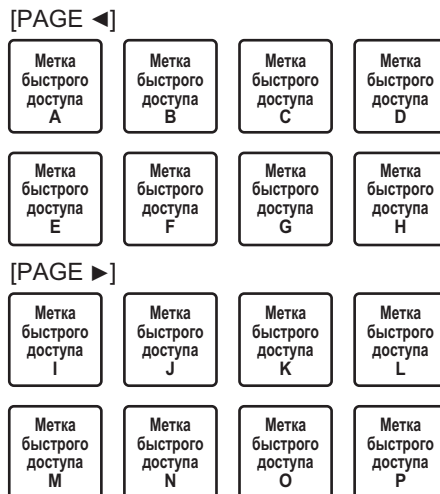 [PAGE ◄]
Метка Метка Метка Метка
быстрого быстрого быстрого быстрого
доступа доступа доступа доступа
A B C D
Метка Метка Метка Метка
быстрого быстрого быстрого быстрого
доступа доступа доступа доступа
E F G H
[PAGE ►]
Метка Метка Метка Метка
быстрого быстрого быстрого быстрого
доступа доступа доступа доступа
I J K L
Метка Метка Метка Метка
быстрого быстрого быстрого быстрого
доступа доступа доступа доступа
M N O P